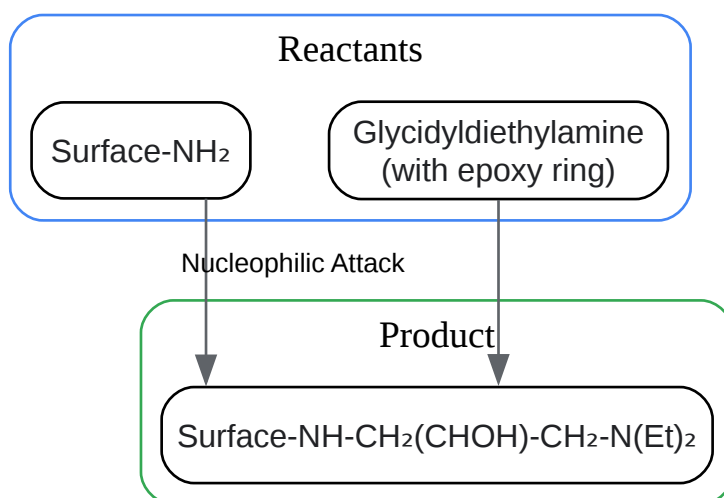 Reactants
Surface-NH₂
Glycidyldiethylamine
(with epoxy ring)
Nucleophilic Attack
Product
Surface-NH-CH₂(CHOH)-CH₂-N(Et)₂